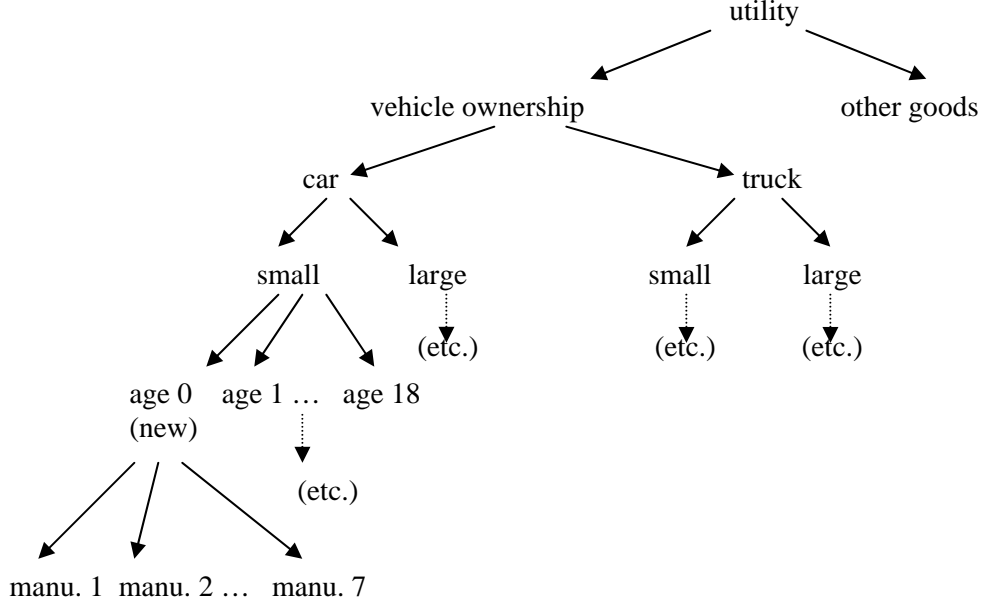 utility
vehicle ownership other goods
car truck
small large small large
(etc.) (etc.) (etc.)
age 0 age 1 … age 18
(new)
(etc.)
manu. 1 manu. 2 … manu. 7